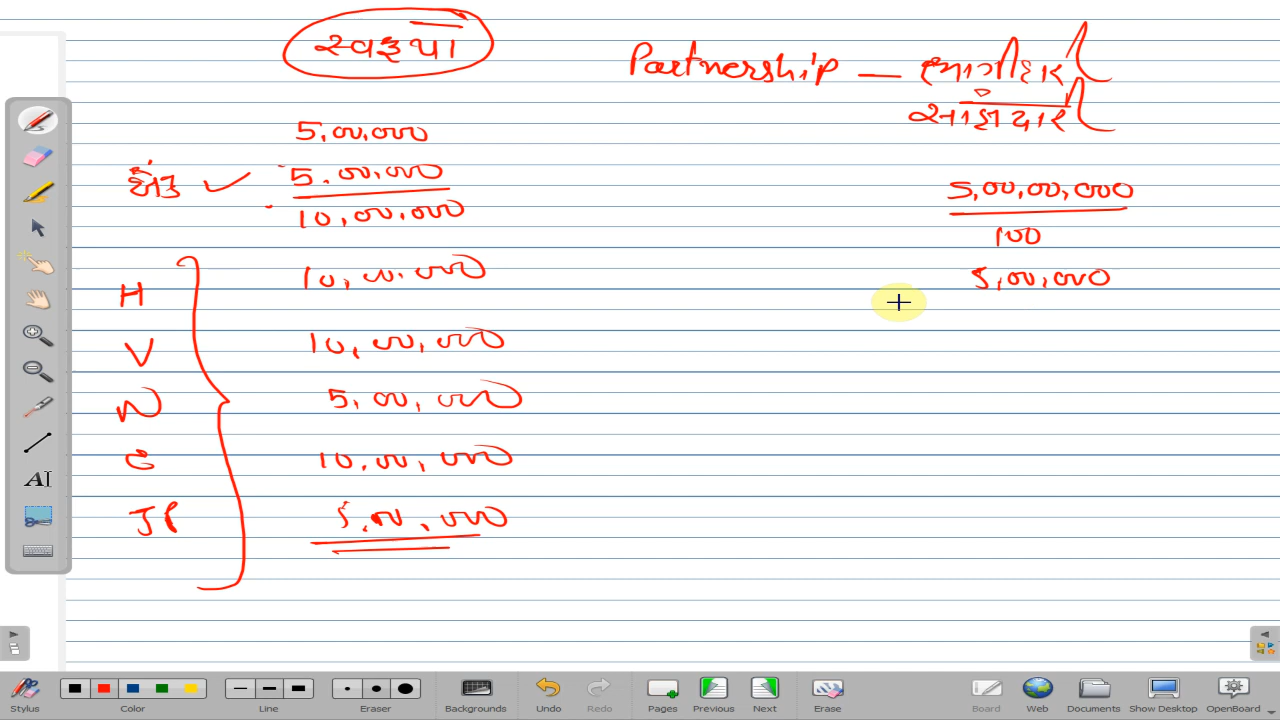 Partnership — ભાગીદાર
5,00,000
5,00,000
10,00,000
5,00,00,000
100
5,00,000
H 10,00,000
V 10,00,000
N 5,00,000
10,00,000
5,00,000
Stylus
Color
Line
Eraser
Backgrounds
Undo
Redo
Pages
Previous
Next
Erase
Board
Web
Documents
Show Desktop
OpenBoard